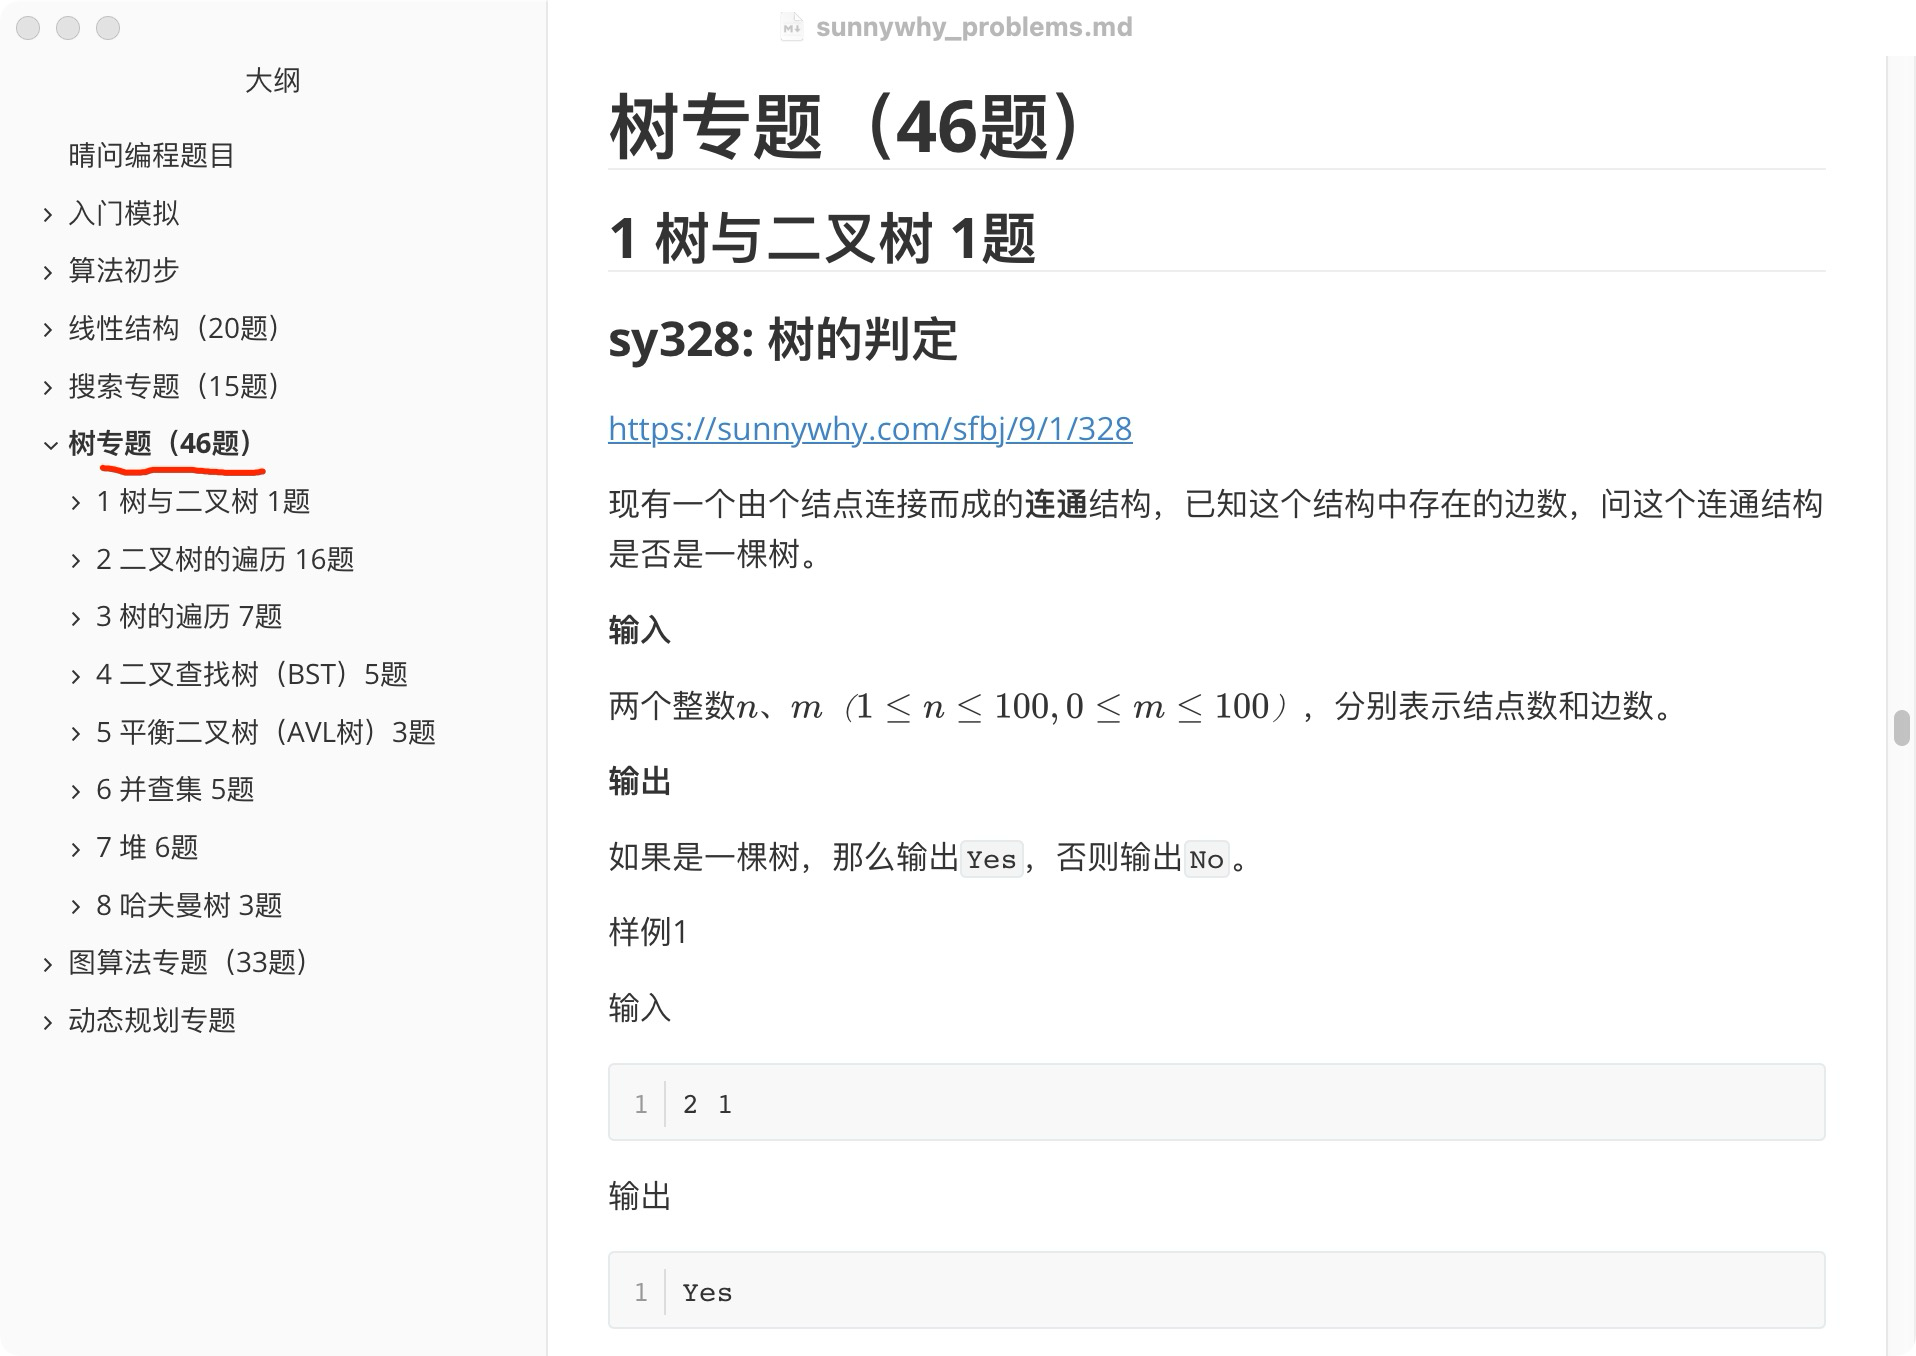 sunnywhy_problems.md
大纲
晴问编程题目
入门模拟
算法初步
线性结构（20题）
搜索专题（15题）
树专题（46题）
1 树与二叉树 1题
2 二叉树的遍历 16题
3 树的遍历 7题
4 二叉查找树（BST）5题
5 平衡二叉树（AVL树）3题
6 并查集 5题
7 堆 6题
8 哈夫曼树 3题
图算法专题（33题）
动态规划专题
树专题（46题）
1 树与二叉树 1题
sy328: 树的判定
https://sunnywhy.com/sfbj/9/1/328
现有一个由个结点连接而成的连通结构，已知这个结构中存在的边数，问这个连通结构
是否是一棵树。
输入
两个整数n、m（1 ≤ n ≤ 100, 0 ≤ m ≤ 100），分别表示结点数和边数。
输出
如果是一棵树，那么输出Yes，否则输出No。
样例1
输入
1 2 1
输出
1 Yes